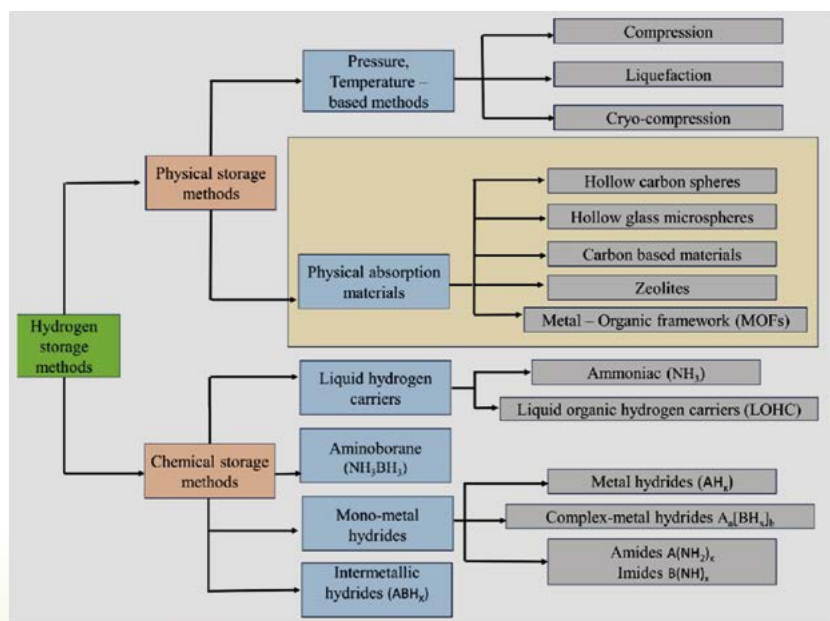 Hydrogen
storage
methods
Physical storage
methods
Pressure,
Temperature –
based methods
Compression
Liquefaction
Cryo-compression
Physical absorption
materials
Hollow carbon spheres
Hollow glass microspheres
Carbon based materials
Zeolites
Metal – Organic framework (MOFs)
Chemical storage
methods
Liquid hydrogen
carriers
Ammoniac (NH₃)
Liquid organic hydrogen carriers (LOHC)
Aminoborane
(NH₃BH₃)
Mono-metal
hydrides
Metal hydrides (AHₓ)
Complex-metal hydrides Aₐ[BHₓ]b
Amides A(NH₂)ₓ
Imides B(NH)ₓ
Intermetallic
hydrides (ABHₓ)